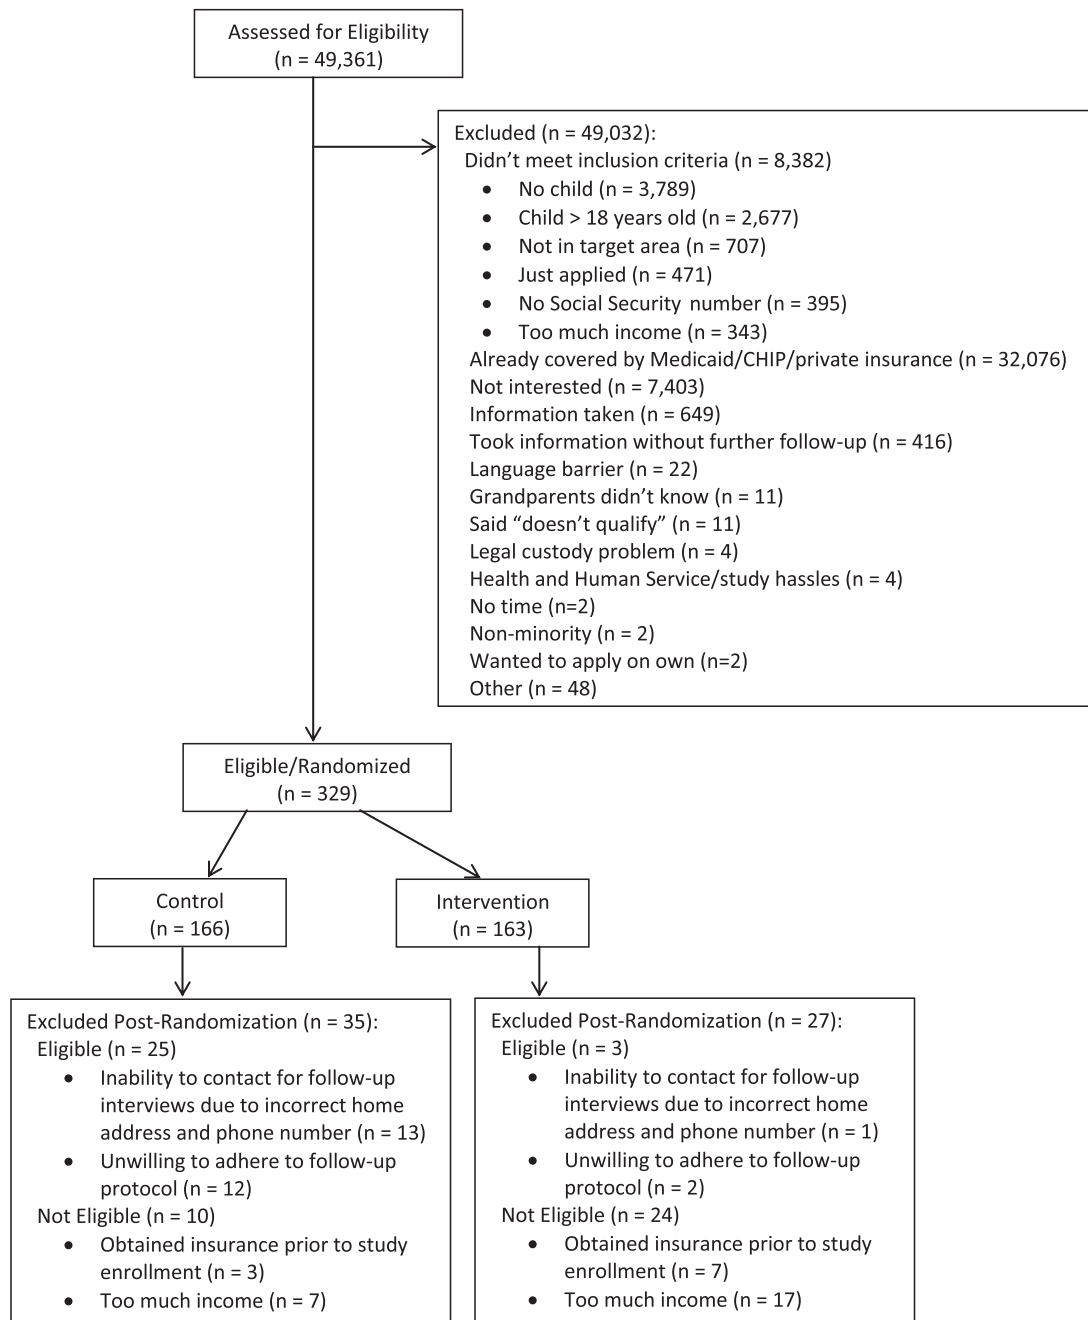 Assessed for Eligibility
(n = 49,361)
Excluded (n = 49,032):
Didn’t meet inclusion criteria (n = 8,382)
• No child (n = 3,789)
• Child > 18 years old (n = 2,677)
• Not in target area (n = 707)
• Just applied (n = 471)
• No Social Security number (n = 395)
• Too much income (n = 343)
Already covered by Medicaid/CHIP/private insurance (n = 32,076)
Not interested (n = 7,403)
Information taken (n = 649)
Took information without further follow-up (n = 416)
Language barrier (n = 22)
Grandparents didn’t know (n = 11)
Said “doesn’t qualify” (n = 11)
Legal custody problem (n = 4)
Health and Human Service/study hassles (n = 4)
No time (n=2)
Non-minority (n = 2)
Wanted to apply on own (n=2)
Other (n = 48)
Eligible/Randomized
(n = 329)
Control
(n = 166)
Intervention
(n = 163)
Excluded Post-Randomization (n = 35):
Eligible (n = 25)
• Inability to contact for follow-up
interviews due to incorrect home
address and phone number (n = 13)
• Unwilling to adhere to follow-up
protocol (n = 12)
Not Eligible (n = 10)
• Obtained insurance prior to study
enrollment (n = 3)
• Too much income (n = 7)
Excluded Post-Randomization (n = 27):
Eligible (n = 3)
• Inability to contact for follow-up
interviews due to incorrect home
address and phone number (n = 1)
• Unwilling to adhere to follow-up
protocol (n = 2)
Not Eligible (n = 24)
• Obtained insurance prior to study
enrollment (n = 7)
• Too much income (n = 17)